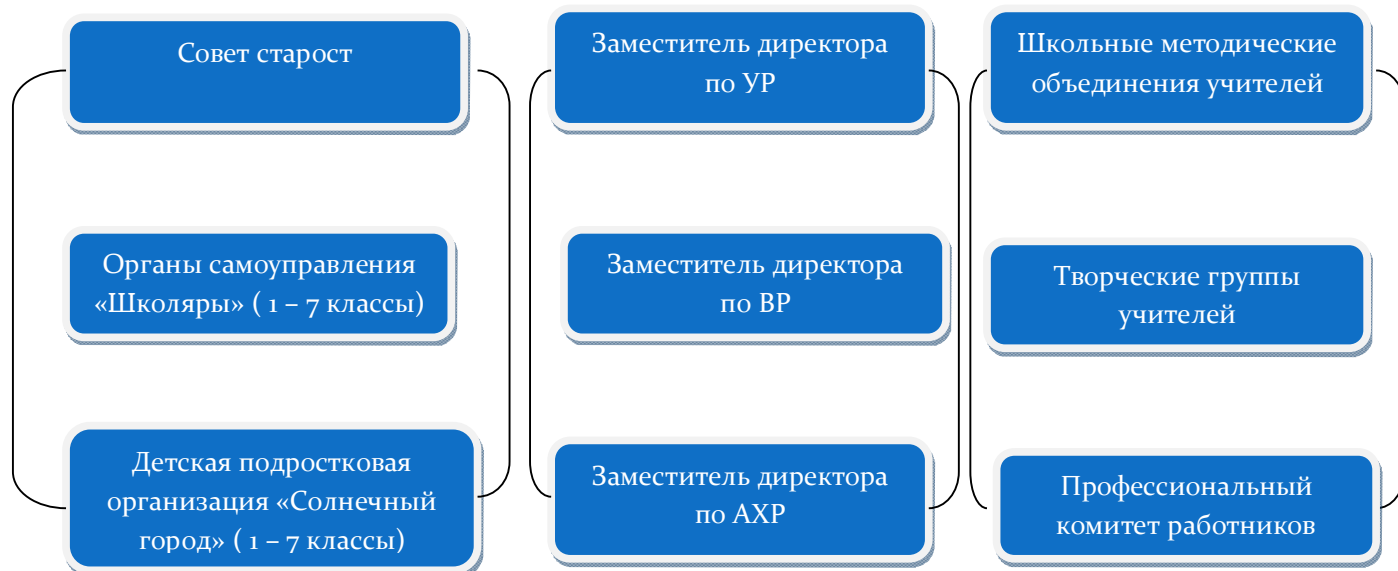 Совет старост
Заместитель директора
по УР
Школьные методические
объединения учителей
Органы самоуправления
«Школяры» ( 1 – 7 классы)
Заместитель директора
по ВР
Творческие группы
учителей
Детская подростковая
организация «Солнечный
город» ( 1 – 7 классы)
Заместитель директора
по АХР
Профессиональный
комитет работников